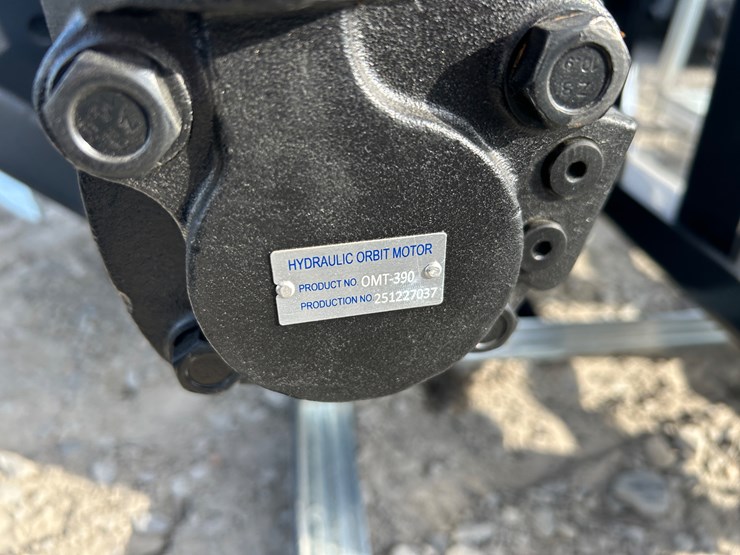 HYDRAULIC ORBIT MOTOR
PRODUCT NO OMT-390
PRODUCTION NO 251227037